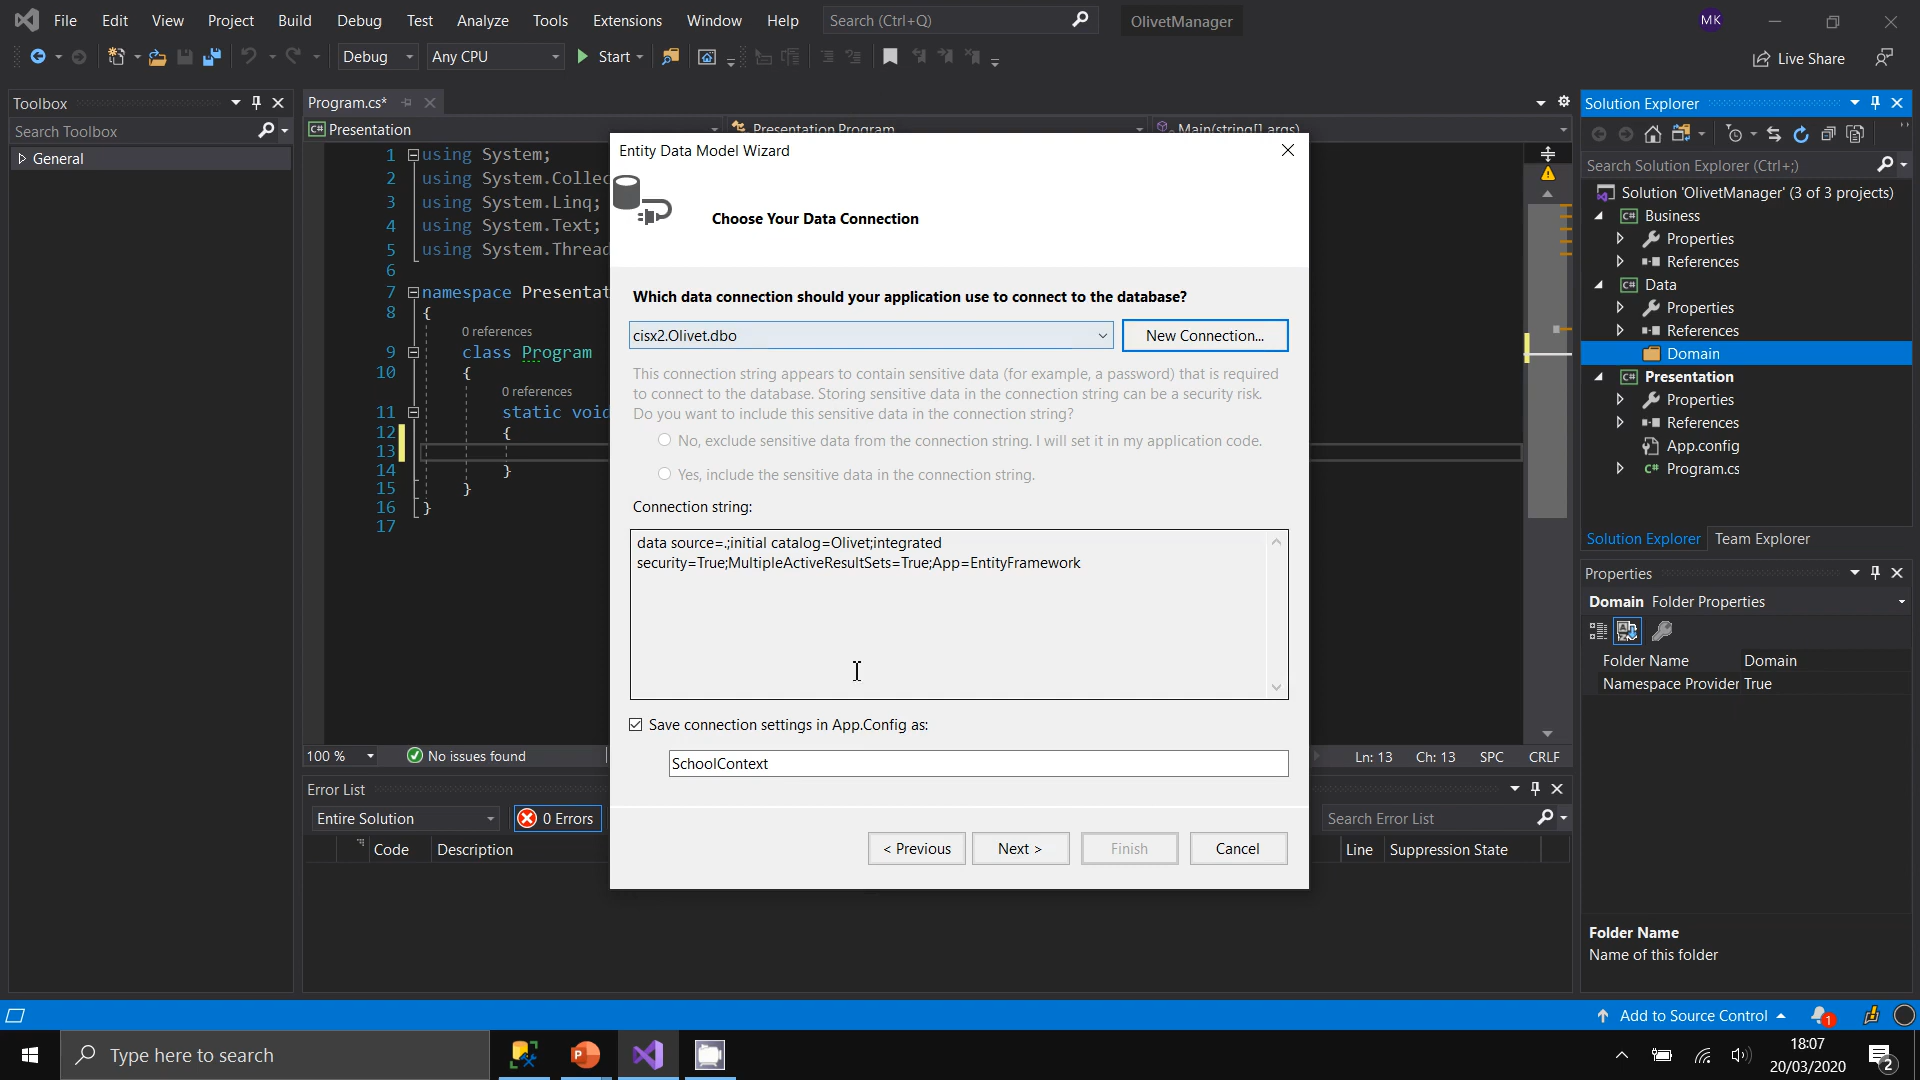 File Edit View Project Build Debug Test Analyze Tools Extensions Window Help Search (Ctrl+Q) OlivetManager MK
Debug Any CPU Start Live Share
Toolbox
Search Toolbox
General
Program.cs*
Presentation Presentation.Program Main(string[] args)
1 using System;
2 using System.Collec
3 using System.Linq;
4 using System.Text;
5 using System.Thread
6
7 namespace Presentat
8 {
0 references
9 class Program
10 {
0 references
11 static void
12 {
13
14 }
15 }
16 }
17
100 % No issues found Ln: 13 Ch: 13 SPC CRLF
Entity Data Model Wizard
Choose Your Data Connection
Which data connection should your application use to connect to the database?
cisx2.Olivet.dbo New Connection...
This connection string appears to contain sensitive data (for example, a password) that is required
to connect to the database. Storing sensitive data in the connection string can be a security risk.
Do you want to include this sensitive data in the connection string?
No, exclude sensitive data from the connection string. I will set it in my application code.
Yes, include the sensitive data in the connection string.
Connection string:
data source=.;initial catalog=Olivet;integrated
security=True;MultipleActiveResultSets=True;App=EntityFramework
Save connection settings in App.Config as:
SchoolContext
< Previous Next > Finish Cancel
Error List
Entire Solution 0 Errors Search Error List
Code Description Line Suppression State
Solution Explorer
Search Solution Explorer (Ctrl+;)
Solution 'OlivetManager' (3 of 3 projects)
Business
Properties
References
Data
Properties
References
Domain
Presentation
Properties
References
App.config
C# Program.cs
Solution Explorer Team Explorer
Properties
Domain Folder Properties
Folder Name Domain
Namespace Provider True
Folder Name
Name of this folder
Add to Source Control 1
Type here to search
18:07
20/03/2020
2